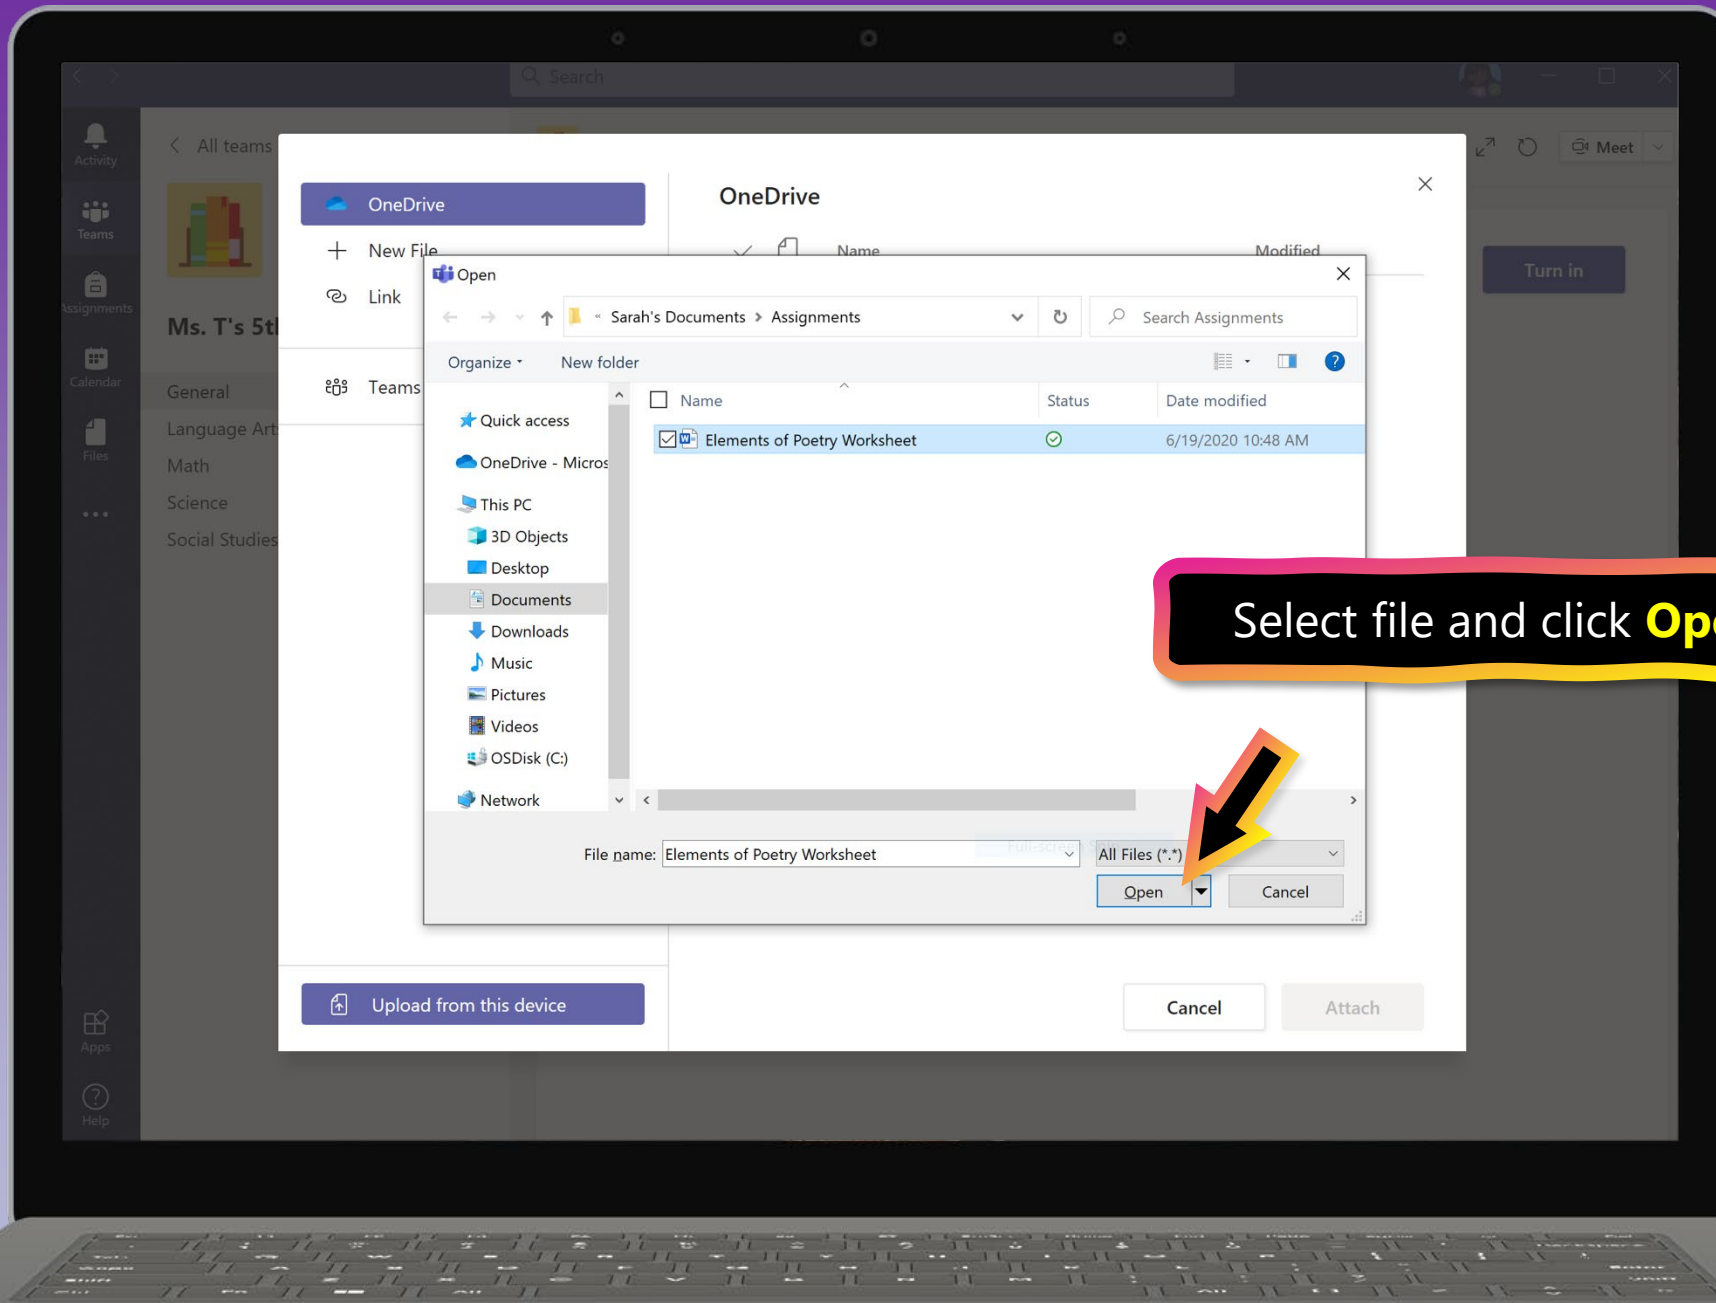 Search
Activity
Teams
Assignments
Calendar
Files
Apps
Help
All teams
Ms. T's 5t
General
Language Art
Math
Science
Social Studies
Meet
Turn in
OneDrive
New File
Link
Teams
Upload from this device
OneDrive
Name Modified
Cancel Attach
Open
« Sarah's Documents > Assignments
Search Assignments
Organize New folder
Name Status Date modified
Elements of Poetry Worksheet 6/19/2020 10:48 AM
Quick access
OneDrive - Micros
This PC
3D Objects
Desktop
Documents
Downloads
Music
Pictures
Videos
OSDisk (C:)
Network
File name: Elements of Poetry Worksheet
All Files (*.*)
Open Cancel
Select file and click Ope